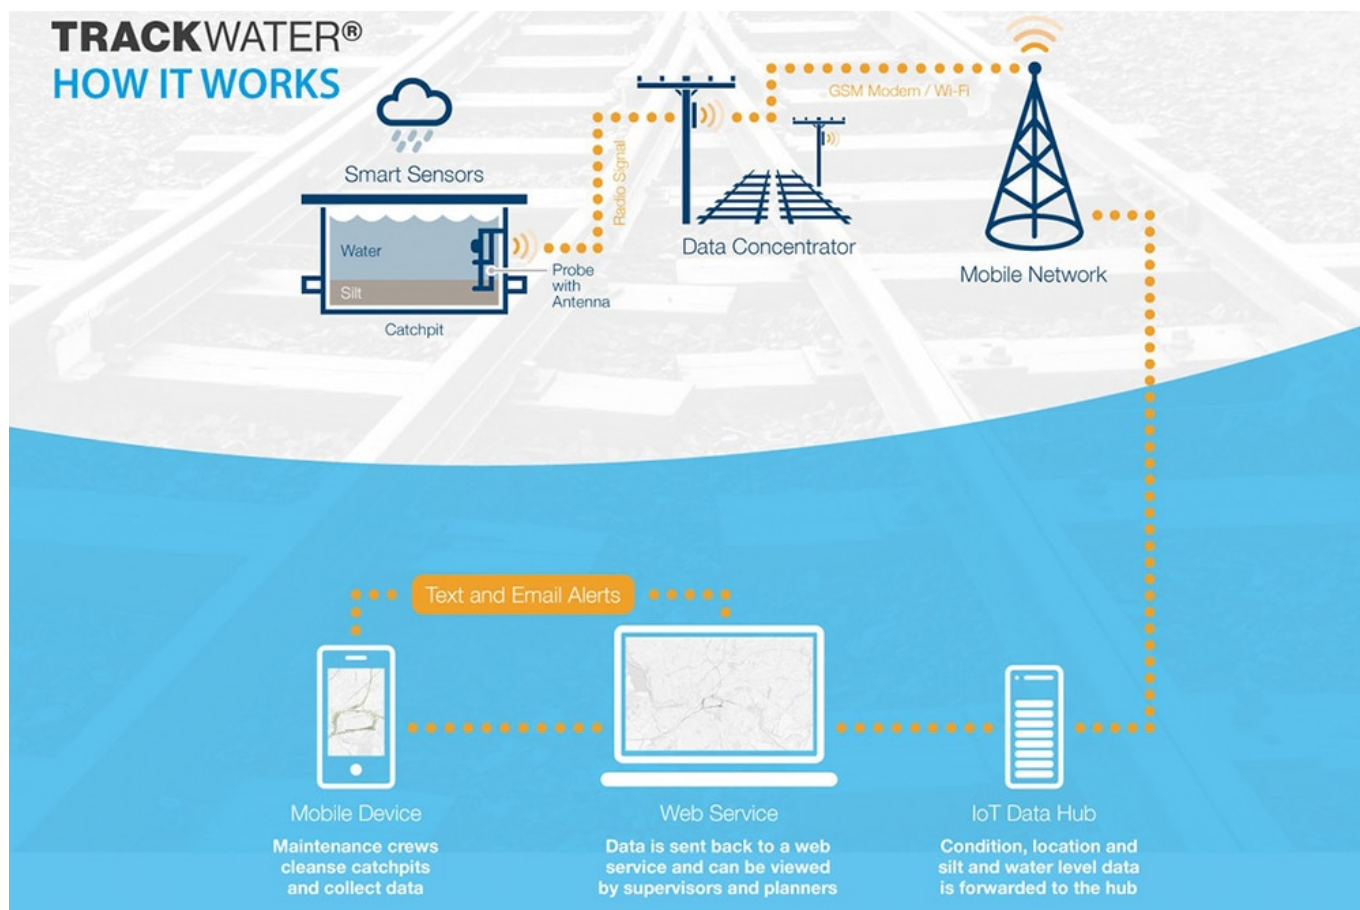 TRACKWATER®
HOW IT WORKS
Smart Sensors
Water
Silt
Probe
with
Antenna
Catchpit
Radio Signal
GSM Modem / Wi-Fi
Data Concentrator
Mobile Network
Text and Email Alerts
Mobile Device
Maintenance crews
cleanse catchpits
and collect data
Web Service
Data is sent back to a web
service and can be viewed
by supervisors and planners
IoT Data Hub
Condition, location and
silt and water level data
is forwarded to the hub